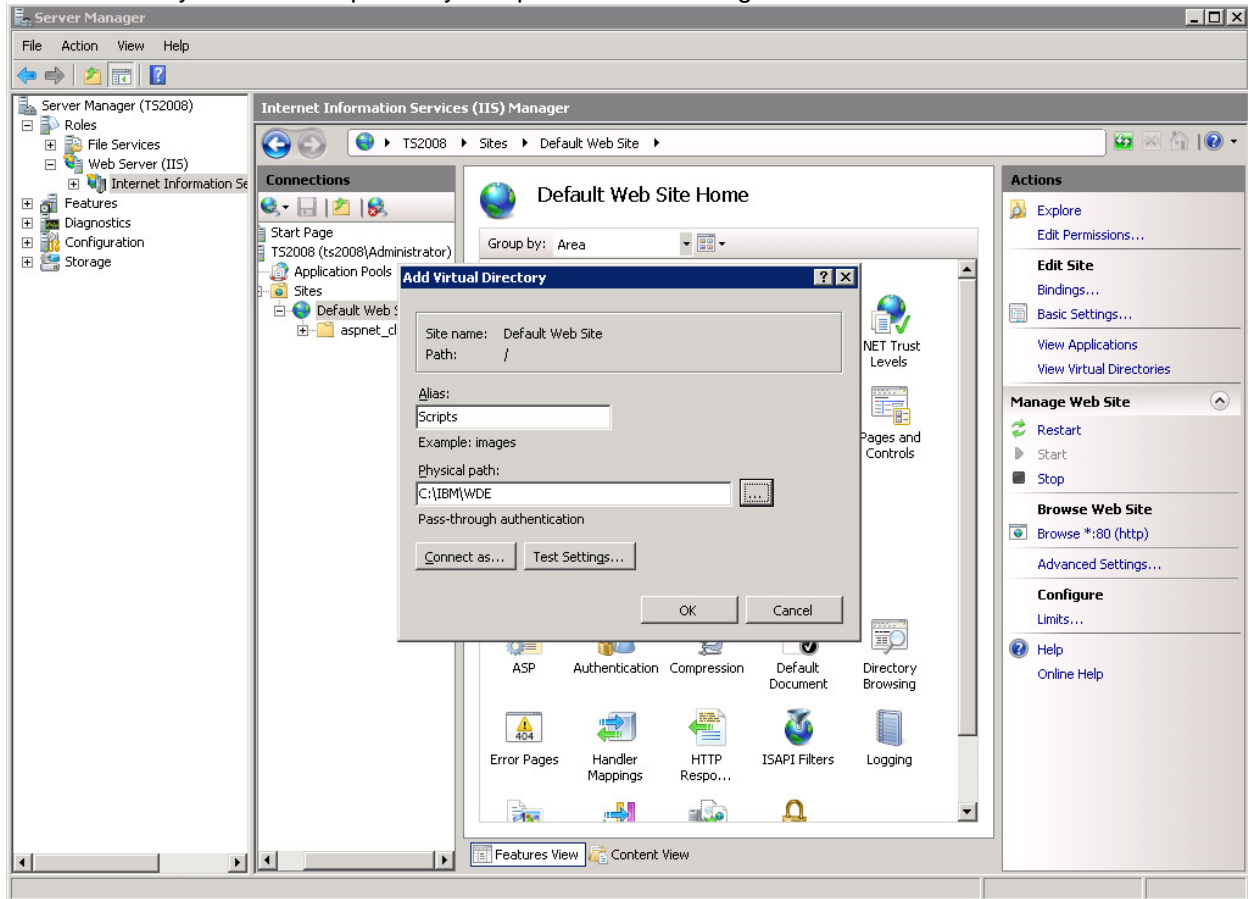 Server Manager
File Action View Help
Server Manager (TS2008)
Roles
File Services
Web Server (IIS)
Internet Information Se
Features
Diagnostics
Configuration
Storage
Internet Information Services (IIS) Manager
TS2008 Sites Default Web Site
Connections
Start Page
TS2008 (ts2008\Administrator)
Application Pools
Sites
Default Web S
aspnet_cl
Default Web Site Home
Group by: Area
Add Virtual Directory
Site name: Default Web Site
Path: /
Alias:
Scripts
Example: images
Physical path:
C:\IBM\WDE
...
Pass-through authentication
Connect as... Test Settings...
OK Cancel
.NET Trust
Levels
Pages and
Controls
ASP Authentication Compression Default
Document
Directory
Browsing
404
Error Pages Handler
Mappings
HTTP
Respo...
ISAPI Filters Logging
Features View Content View
Actions
Explore
Edit Permissions...
Edit Site
Bindings...
Basic Settings...
View Applications
View Virtual Directories
Manage Web Site
Restart
Start
Stop
Browse Web Site
Browse *:80 (http)
Advanced Settings...
Configure
Limits...
Help
Online Help